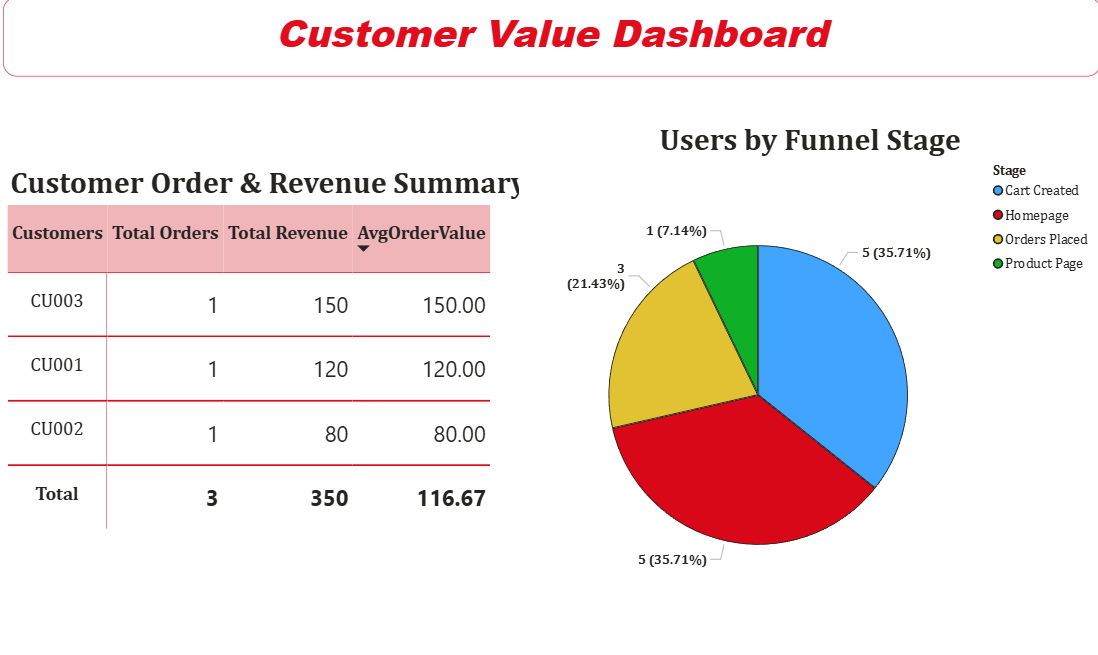 Customer Value Dashboard
Customer Order & Revenue Summary
Customers Total Orders Total Revenue AvgOrderValue
CU003 1 150 150.00
CU001 1 120 120.00
CU002 1 80 80.00
Total 3 350 116.67
Users by Funnel Stage
Stage
Cart Created
Homepage
Orders Placed
Product Page
1 (7.14%)
5 (35.71%)
3
(21.43%)
5 (35.71%)